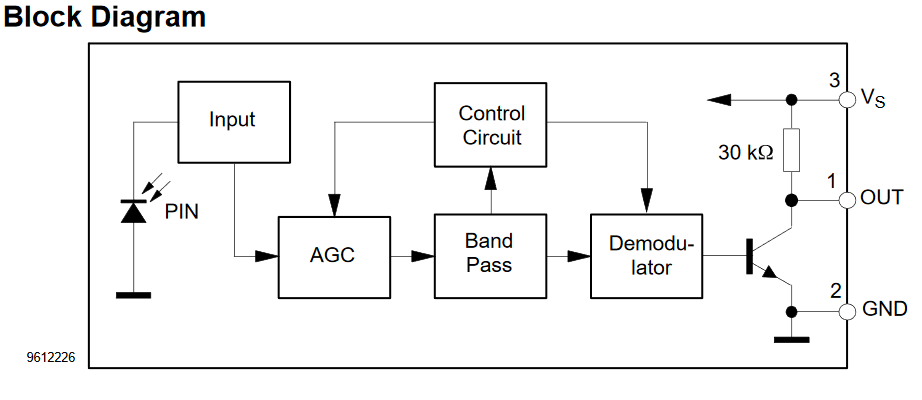 Block Diagram
Input
Control
Circuit
3
VS
30 kΩ
PIN
1
OUT
AGC
Band
Pass
Demodu-
lator
2
GND
9612226